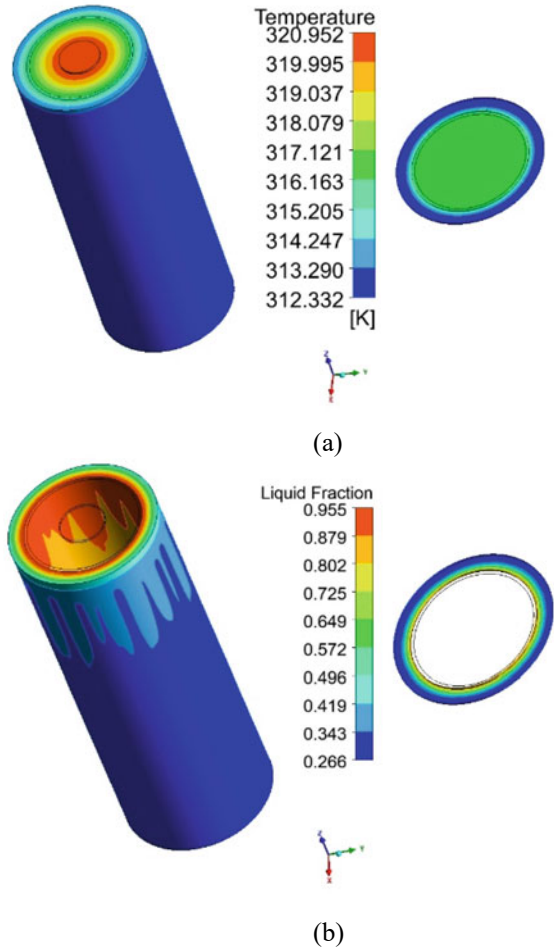 Temperature
320.952
319.995
319.037
318.079
317.121
316.163
315.205
314.247
313.290
312.332
[K]
Z
Y
X
(a)
Liquid Fraction
0.955
0.879
0.802
0.725
0.649
0.572
0.496
0.419
0.343
0.266
Z
Y
X
(b)